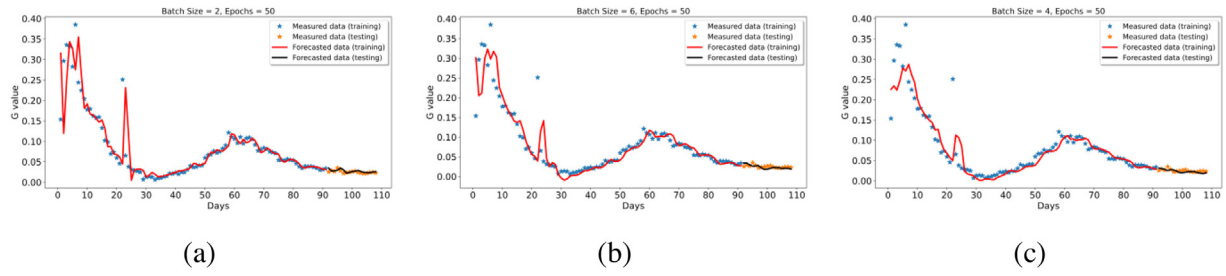 Batch Size = 2, Epochs = 50
G value
0.40
0.35
0.30
0.25
0.20
0.15
0.10
0.05
0.00
Measured data (training)
Measured data (testing)
Forecasted data (training)
Forecasted data (testing)
0 10 20 30 40 50 60 70 80 90 100 110
Days
(a)
Batch Size = 6, Epochs = 50
G value
0.40
0.35
0.30
0.25
0.20
0.15
0.10
0.05
0.00
Measured data (training)
Measured data (testing)
Forecasted data (training)
Forecasted data (testing)
0 10 20 30 40 50 60 70 80 90 100 110
Days
(b)
Batch Size = 4, Epochs = 50
G value
0.40
0.35
0.30
0.25
0.20
0.15
0.10
0.05
0.00
Measured data (training)
Measured data (testing)
Forecasted data (training)
Forecasted data (testing)
0 10 20 30 40 50 60 70 80 90 100 110
Days
(c)